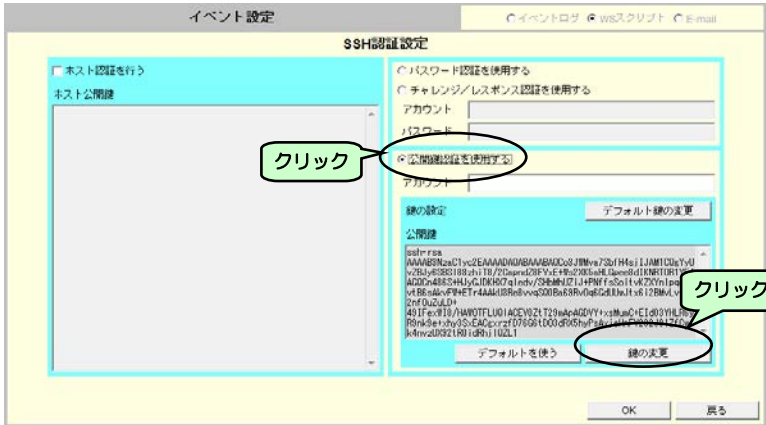 イベント設定
イベントログ WSスクリプト E-mail
SSH認証設定
ホスト認証を行う
ホスト公開鍵
パスワード認証を使用する
チャレンジ/レスポンス認証を使用する
アカウント
パスワード
クリック
公開鍵認証を使用する
アカウント
鍵の設定
デフォルト鍵の変更
公開鍵
ssh-rsa
クリック
デフォルトを使う
鍵の変更
OK
戻る